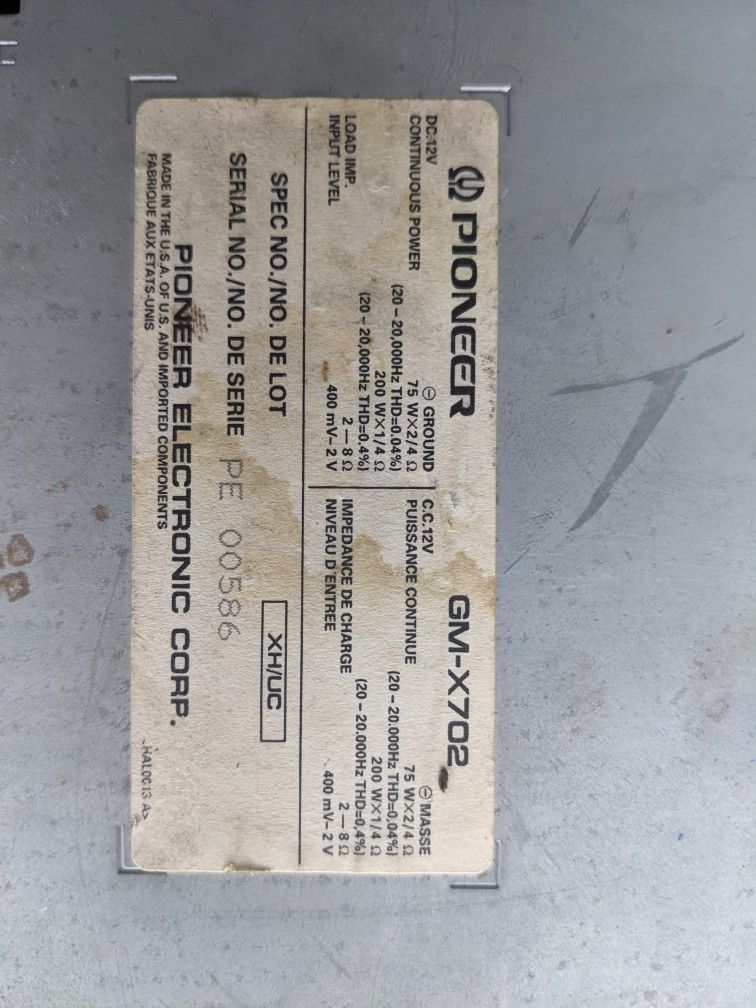 PIONEER GM-X702
DC.12V ⊖ GROUND
CONTINUOUS POWER 75 W×2/4 Ω
(20 – 20,000Hz THD=0.04%)
200 W×1/4 Ω
(20 – 20,000Hz THD=0.4%)
LOAD IMP. 2 — 8 Ω
INPUT LEVEL 400 mV– 2 V
C.C.12V ⊖ MASSE
PUISSANCE CONTINUE 75 W×2/4 Ω
(20 – 20.000Hz THD=0,04%)
200 W×1/4 Ω
(20 – 20.000Hz THD=0,4%)
IMPEDANCE DE CHARGE 2 — 8 Ω
NIVEAU D'ENTREE 400 mV– 2 V
SPEC NO./NO. DE LOT XH/UC
SERIAL NO./NO. DE SERIE PE 00586
PIONEER ELECTRONIC CORP.
MADE IN THE U.S.A. OF U.S. AND IMPORTED COMPONENTS
FABRIQUE AUX ETATS-UNIS